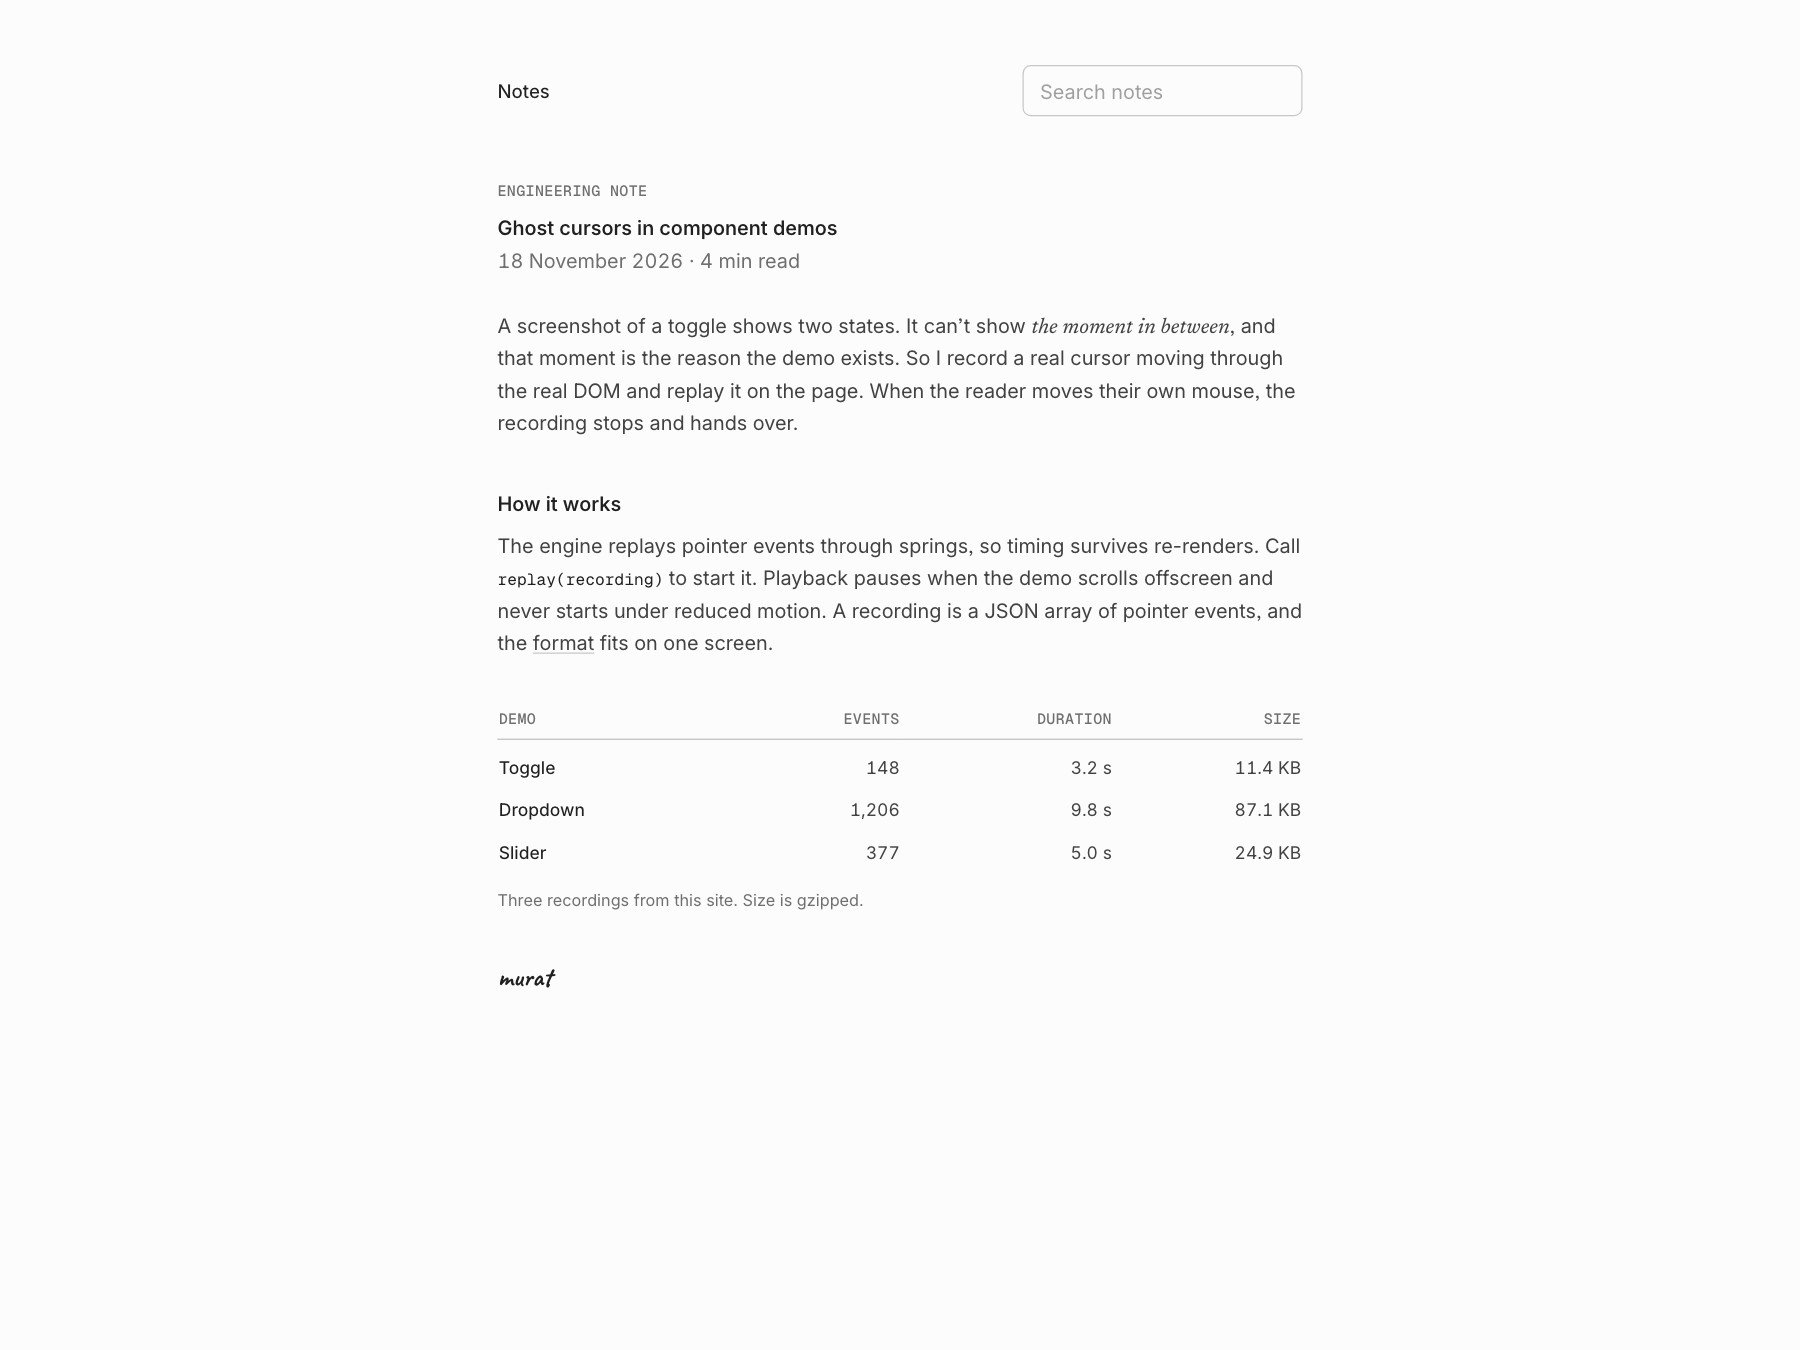 Notes
Search notes
ENGINEERING NOTE
Ghost cursors in component demos
18 November 2026 · 4 min read
A screenshot of a toggle shows two states. It can’t show the moment in between, and
that moment is the reason the demo exists. So I record a real cursor moving through
the real DOM and replay it on the page. When the reader moves their own mouse, the
recording stops and hands over.
How it works
The engine replays pointer events through springs, so timing survives re-renders. Call
replay(recording) to start it. Playback pauses when the demo scrolls offscreen and
never starts under reduced motion. A recording is a JSON array of pointer events, and
the format fits on one screen.
DEMO EVENTS DURATION SIZE
Toggle 148 3.2 s 11.4 KB
Dropdown 1,206 9.8 s 87.1 KB
Slider 377 5.0 s 24.9 KB
Three recordings from this site. Size is gzipped.
murat